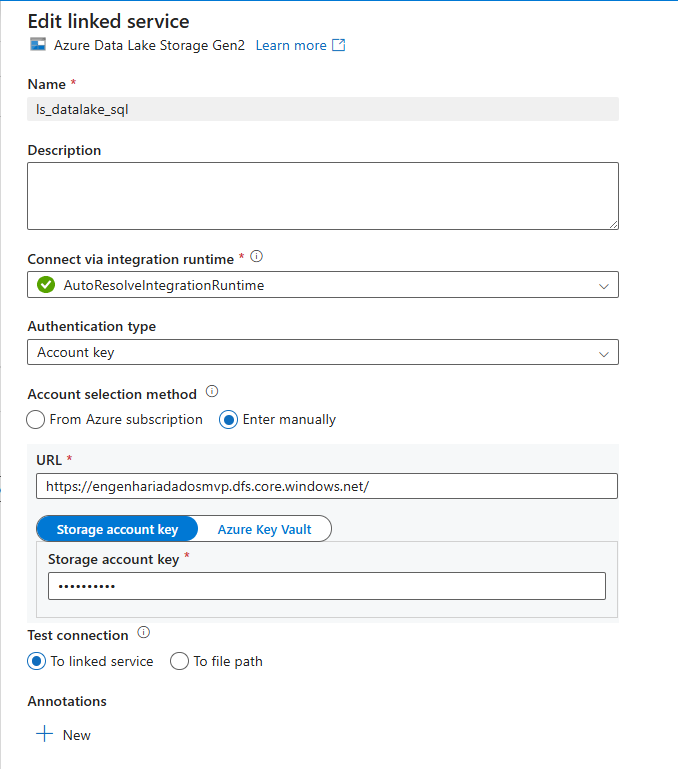 Edit linked service
Azure Data Lake Storage Gen2 Learn more
Name *
ls_datalake_sql
Description
Connect via integration runtime *
AutoResolveIntegrationRuntime
Authentication type
Account key
Account selection method
From Azure subscription Enter manually
URL *
https://engenhariadadosmvp.dfs.core.windows.net/
Storage account key Azure Key Vault
Storage account key *
••••••••••
Test connection
To linked service To file path
Annotations
New